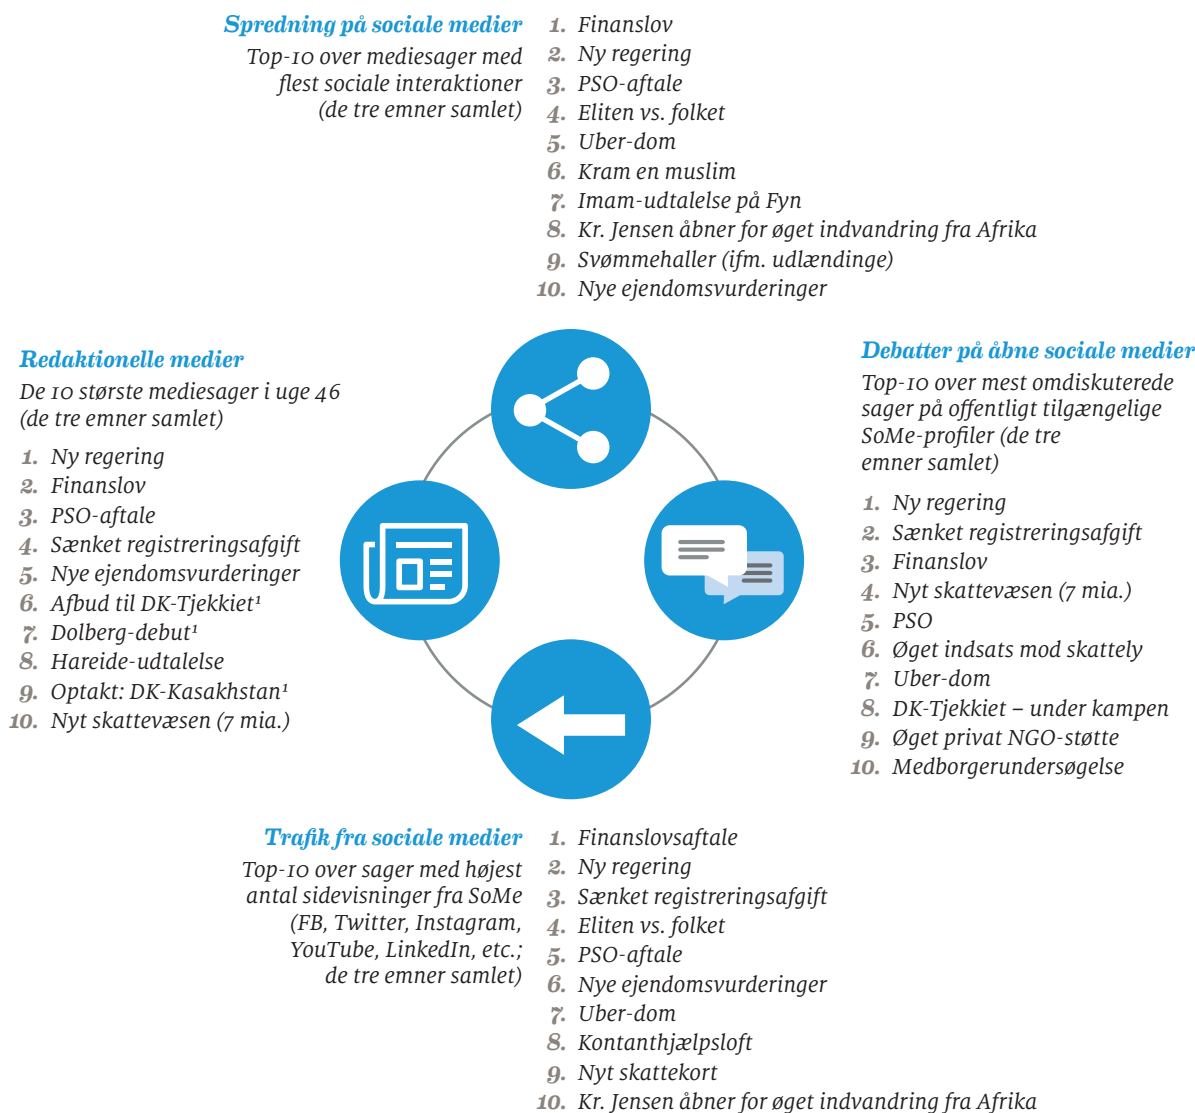 Spredning på sociale medier
Top-10 over mediesager med
flest sociale interaktioner
(de tre emner samlet)
1. Finanslov
2. Ny regering
3. PSO-aftale
4. Eliten vs. folket
5. Uber-dom
6. Kram en muslim
7. Imam-udtalelse på Fyn
8. Kr. Jensen åbner for øget indvandring fra Afrika
9. Svømmehaller (ifm. udlændinge)
10. Nye ejendomsvurderinger
Redaktionelle medier
De 10 største mediesager i uge 46
(de tre emner samlet)
1. Ny regering
2. Finanslov
3. PSO-aftale
4. Sænket registreringsafgift
5. Nye ejendomsvurderinger
6. Afbud til DK-Tjekkiet¹
7. Dolberg-debut¹
8. Hareide-udtalelse
9. Optakt: DK-Kasakhstan¹
10. Nyt skattevæsen (7 mia.)
Debatter på åbne sociale medier
Top-10 over mest omdiskuterede
sager på offentligt tilgængelige
SoMe-profiler (de tre
emner samlet)
1. Ny regering
2. Sænket registreringsafgift
3. Finanslov
4. Nyt skattevæsen (7 mia.)
5. PSO
6. Øget indsats mod skattely
7. Uber-dom
8. DK-Tjekkiet – under kampen
9. Øget privat NGO-støtte
10. Medborgerundersøgelse
Trafik fra sociale medier
Top-10 over sager med højest
antal sidevisninger fra SoMe
(FB, Twitter, Instagram,
YouTube, LinkedIn, etc.;
de tre emner samlet)
1. Finanslovsaftale
2. Ny regering
3. Sænket registreringsafgift
4. Eliten vs. folket
5. PSO-aftale
6. Nye ejendomsvurderinger
7. Uber-dom
8. Kontanthjælpsloft
9. Nyt skattekort
10. Kr. Jensen åbner for øget indvandring fra Afrika